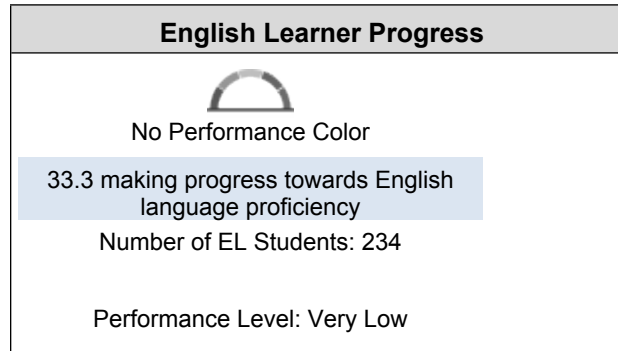 English Learner Progress
No Performance Color
33.3 making progress towards English
language proficiency
Number of EL Students: 234
Performance Level: Very Low